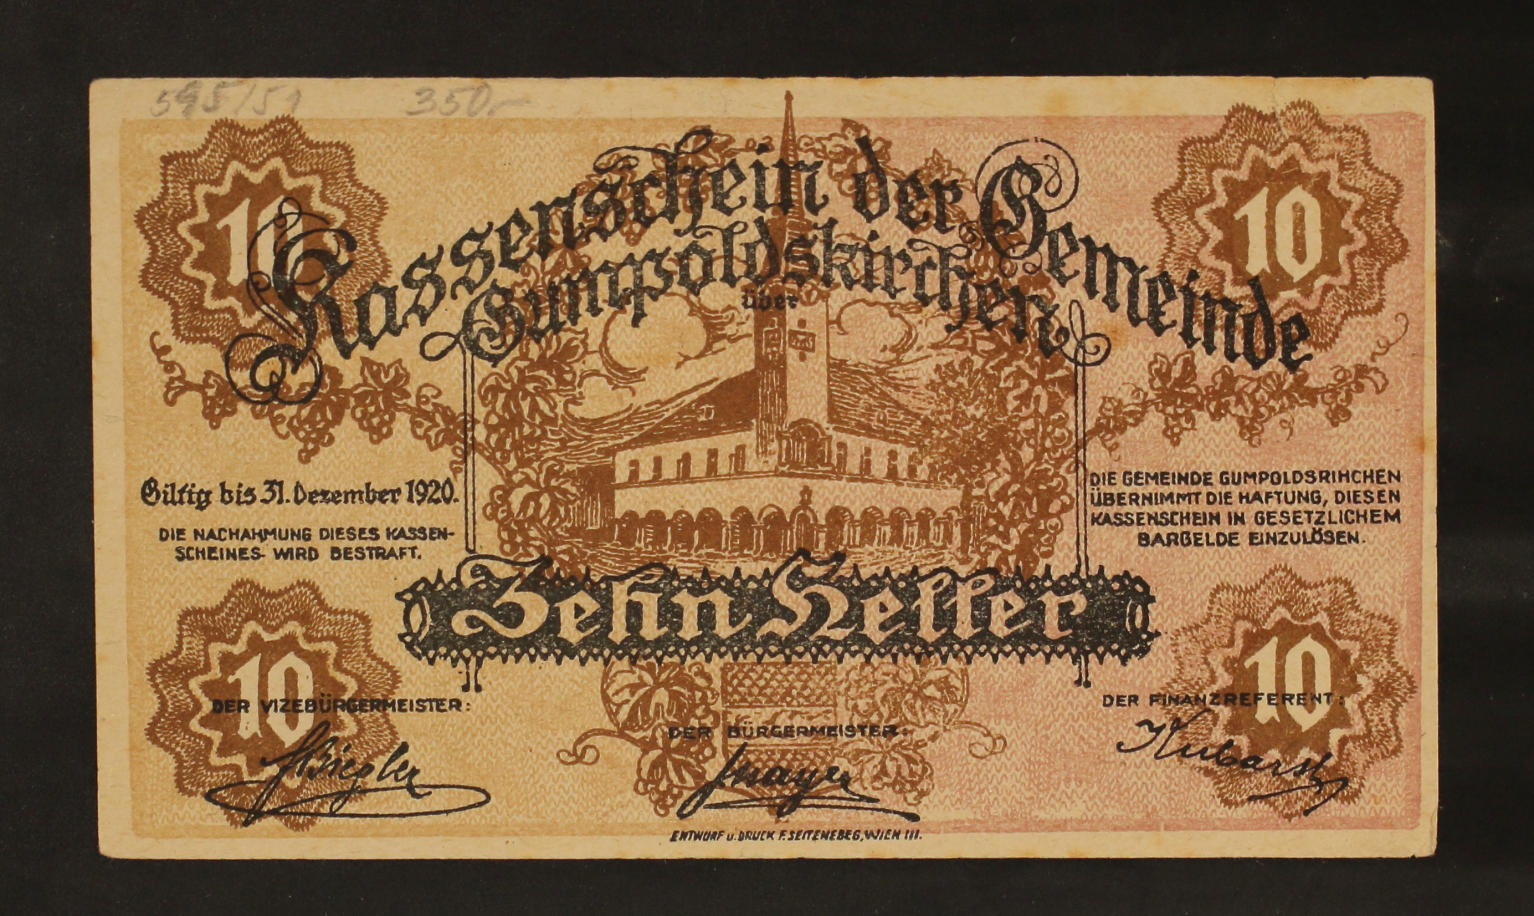 595/51 350.-
10 10
Kassenschein der Gemeinde
Gumpoldskirchen
über
Giltig bis 31. Dezember 1920.
DIE NACHAHMUNG DIESES KASSEN-
SCHEINES WIRD BESTRAFT.
DIE GEMEINDE GUMPOLDSRIHCHEN
ÜBERNIMMT DIE HAFTUNG, DIESEN
KASSENSCHEIN IN GESETZLICHEM
BARGELDE EINZULÖSEN.
Zehn Heller
10 10
DER VIZEBÜRGERMEISTER:
DER BÜRGERMEISTER:
Mayer
DER FINANZREFERENT:
ENTWURF U. DRUCK F. SEITENEBEG, WIEN III.